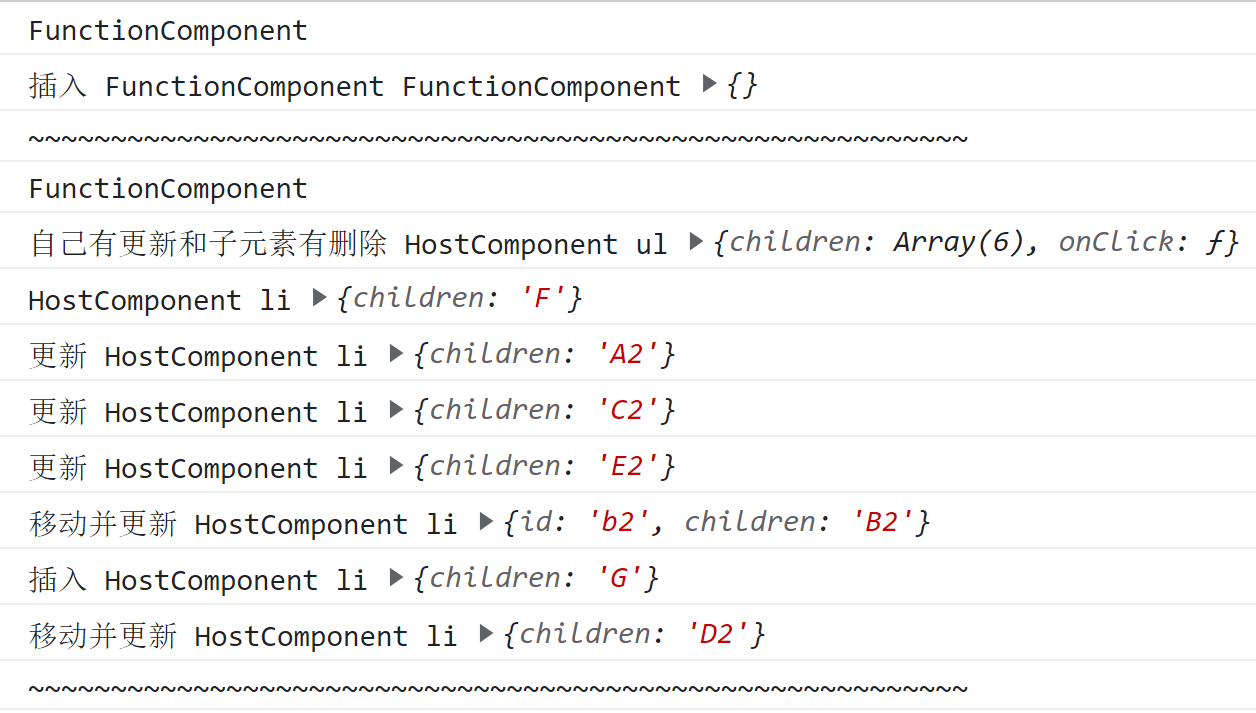 FunctionComponent
插入 FunctionComponent FunctionComponent ▶{}
~~~~~~~~~~~~~~~~~~~~~~~~~~~~~~~~~~~~~~~~~~~~~~~~~~~~~~~~~
FunctionComponent
自己有更新和子元素有删除 HostComponent ul ▶{children: Array(6), onClick: ƒ}
HostComponent li ▶{children: 'F'}
更新 HostComponent li ▶{children: 'A2'}
更新 HostComponent li ▶{children: 'C2'}
更新 HostComponent li ▶{children: 'E2'}
移动并更新 HostComponent li ▶{id: 'b2', children: 'B2'}
插入 HostComponent li ▶{children: 'G'}
移动并更新 HostComponent li ▶{children: 'D2'}
~~~~~~~~~~~~~~~~~~~~~~~~~~~~~~~~~~~~~~~~~~~~~~~~~~~~~~~~~